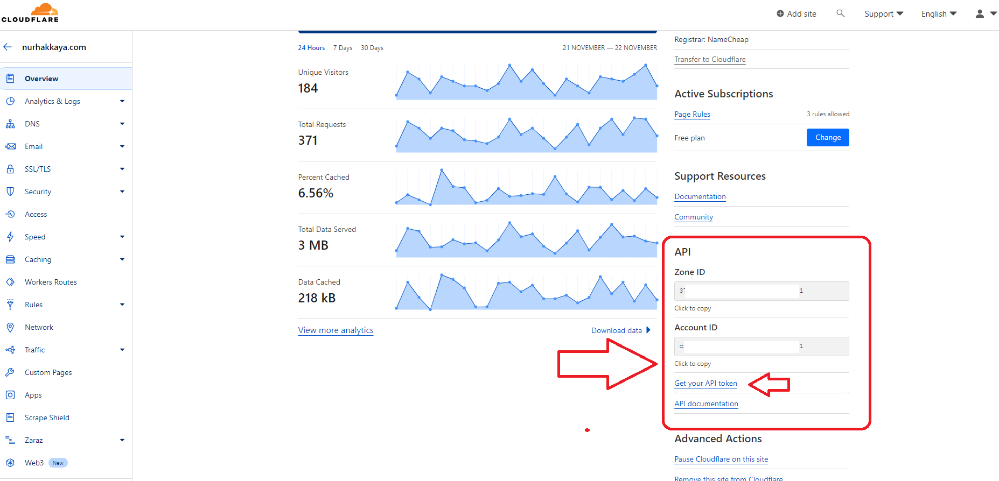 CLOUDFLARE
Add site
Support
English
nurhakkaya.com
Overview
Analytics & Logs
DNS
Email
SSL/TLS
Security
Access
Speed
Caching
Workers Routes
Rules
Network
Traffic
Custom Pages
Apps
Scrape Shield
Zaraz
Web3 New
24 Hours 7 Days 30 Days 21 NOVEMBER — 22 NOVEMBER
Unique Visitors
184
Total Requests
371
Percent Cached
6.56%
Total Data Served
3 MB
Data Cached
218 kB
View more analytics Download data
Registrar: NameCheap
Transfer to Cloudflare
Active Subscriptions
Page Rules 3 rules allowed
Free plan Change
Support Resources
Documentation
Community
API
Zone ID
1
Click to copy
Account ID
c 1
Click to copy
Get your API token
API documentation
Advanced Actions
Pause Cloudflare on this site
Remove this site from Cloudflare